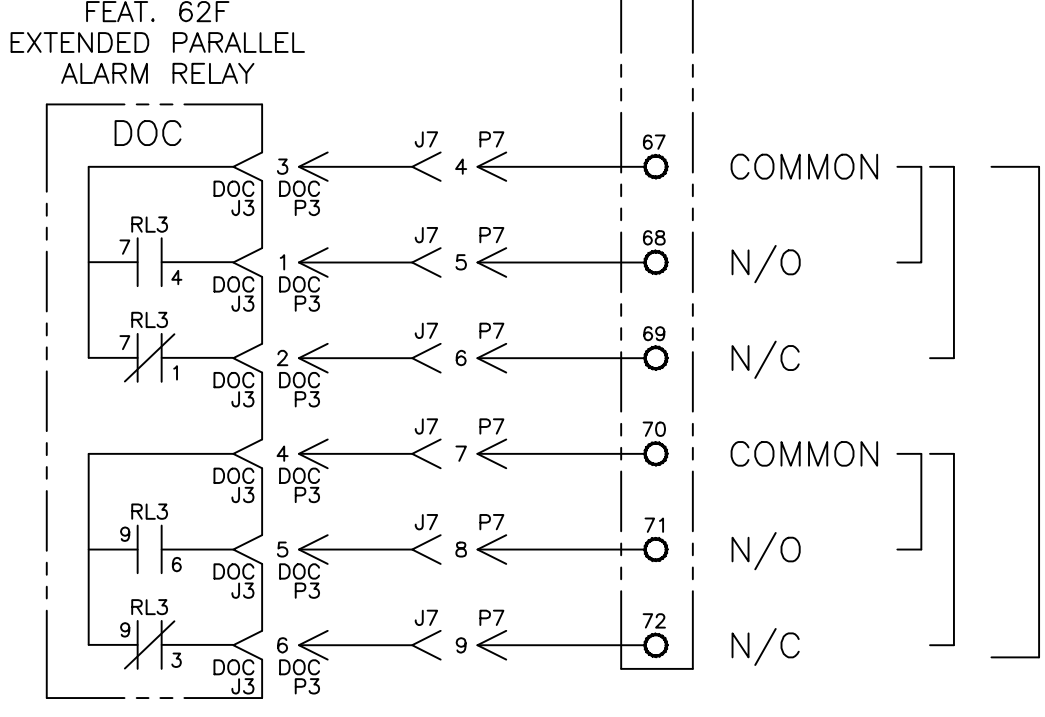 FEAT. 62F
EXTENDED PARALLEL
ALARM RELAY
DOC
3 J7 4 P7 67 COMMON
DOC DOC
J3 P3
RL3
7 4 1 J7 5 P7 68 N/O
DOC DOC
J3 P3
RL3
7 1 2 J7 6 P7 69 N/C
DOC DOC
J3 P3
4 J7 7 P7 70 COMMON
DOC DOC
J3 P3
RL3
9 6 5 J7 8 P7 71 N/O
DOC DOC
J3 P3
RL3
9 3 6 J7 9 P7 72 N/C
DOC DOC
J3 P3